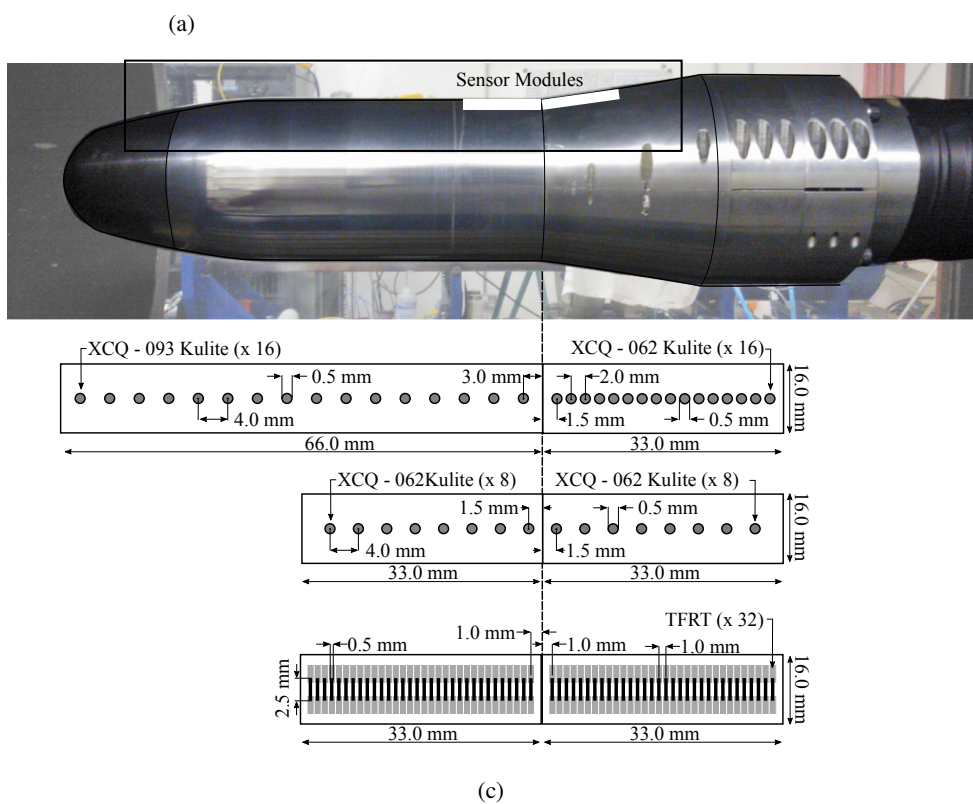 (a)
Sensor Modules
XCQ - 093 Kulite (x 16)
XCQ - 062 Kulite (x 16)
0.5 mm
3.0 mm
2.0 mm
4.0 mm
1.5 mm
0.5 mm
16.0 mm
66.0 mm
33.0 mm
XCQ - 062Kulite (x 8)
XCQ - 062 Kulite (x 8)
1.5 mm
0.5 mm
4.0 mm
1.5 mm
16.0 mm
33.0 mm
33.0 mm
TFRT (x 32)
0.5 mm
1.0 mm
1.0 mm
1.0 mm
2.5 mm
16.0 mm
33.0 mm
33.0 mm
(c)